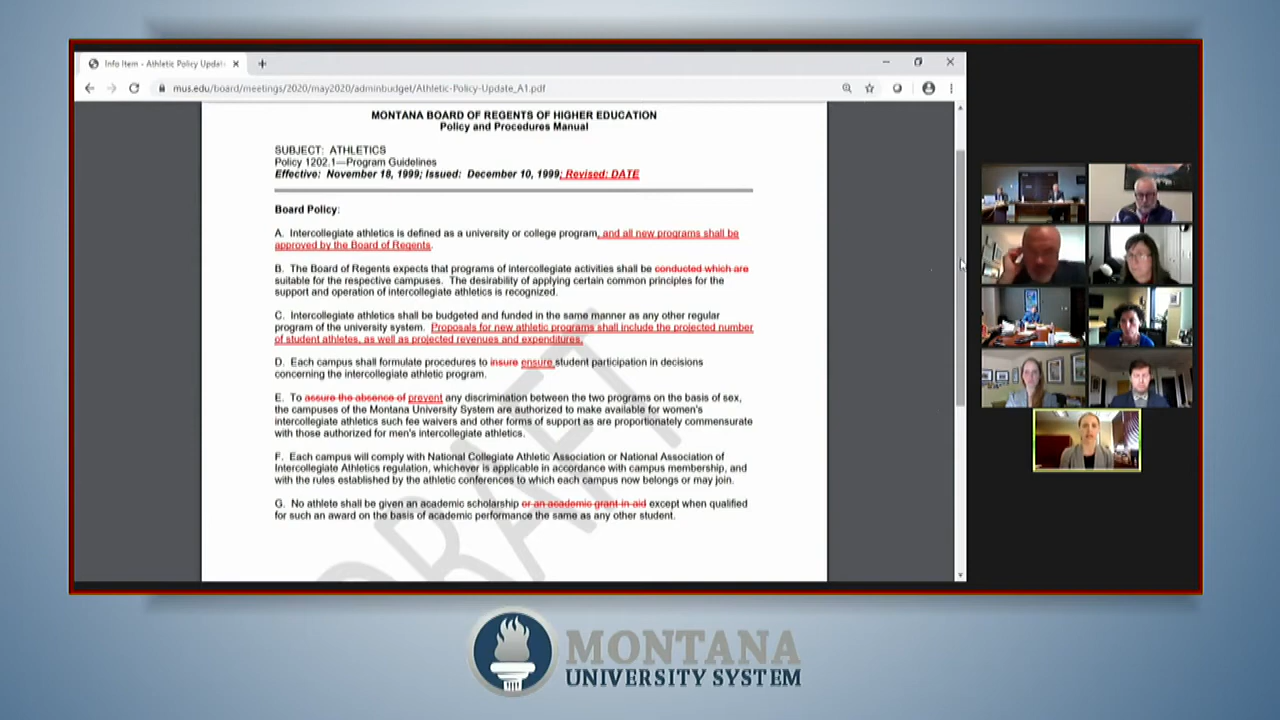 Info Item - Athletic Policy Updat
mus.edu/board/meetings/2020/may2020/adminbudget/Athletic-Policy-Update_A1.pdf
MONTANA BOARD OF REGENTS OF HIGHER EDUCATION
Policy and Procedures Manual
SUBJECT: ATHLETICS
Policy 1202.1—Program Guidelines
Effective: November 18, 1999; Issued: December 10, 1999; Revised: DATE
Board Policy:
A. Intercollegiate athletics is defined as a university or college program, and all new programs shall be
approved by the Board of Regents.
B. The Board of Regents expects that programs of intercollegiate activities shall be conducted which are
suitable for the respective campuses. The desirability of applying certain common principles for the
support and operation of intercollegiate athletics is recognized.
C. Intercollegiate athletics shall be budgeted and funded in the same manner as any other regular
program of the university system. Proposals for new athletic programs shall include the projected number
of student athletes, as well as projected revenues and expenditures.
D. Each campus shall formulate procedures to insure ensure student participation in decisions
concerning the intercollegiate athletic program.
E. To assure the absence of prevent any discrimination between the two programs on the basis of sex,
the campuses of the Montana University System are authorized to make available for women's
intercollegiate athletics such fee waivers and other forms of support as are proportionately commensurate
with those authorized for men's intercollegiate athletics.
F. Each campus will comply with National Collegiate Athletic Association or National Association of
Intercollegiate Athletics regulation, whichever is applicable in accordance with campus membership, and
with the rules established by the athletic conferences to which each campus now belongs or may join.
G. No athlete shall be given an academic scholarship or an academic grant-in-aid except when qualified
for such an award on the basis of academic performance the same as any other student.
DRAFT
MONTANA
UNIVERSITY SYSTEM